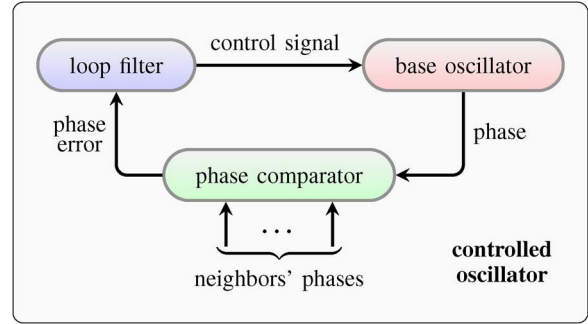 control signal
loop filter
base oscillator
phase
error
phase
phase comparator
...
neighbors' phases
controlled
oscillator